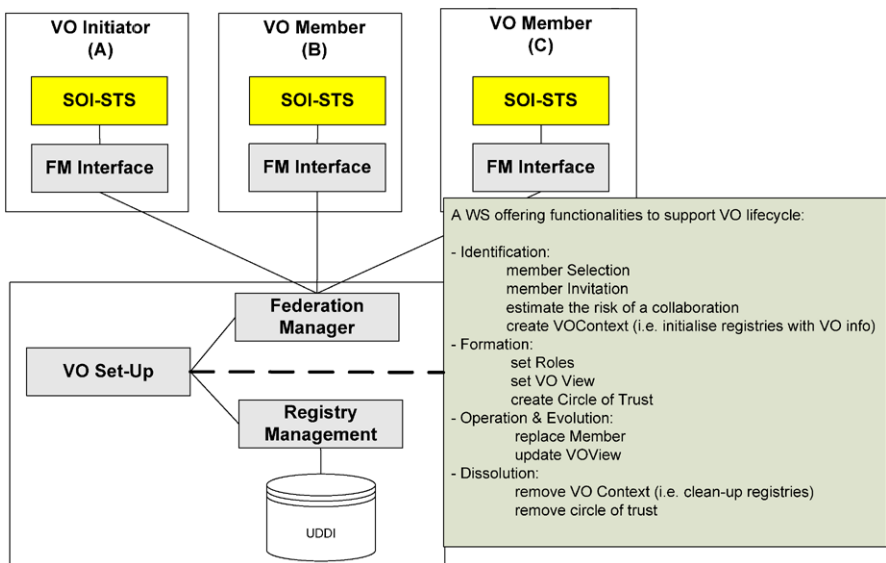 VO Initiator
(A)
SOI-STS
FM Interface
VO Member
(B)
SOI-STS
FM Interface
VO Member
(C)
SOI-STS
FM Interface
Federation
Manager
VO Set-Up
Registry
Management
UDDI
A WS offering functionalities to support VO lifecycle:
- Identification:
member Selection
member Invitation
estimate the risk of a collaboration
create VOContext (i.e. initialise registries with VO info)
- Formation:
set Roles
set VO View
create Circle of Trust
- Operation & Evolution:
replace Member
update VOView
- Dissolution:
remove VO Context (i.e. clean-up registries)
remove circle of trust